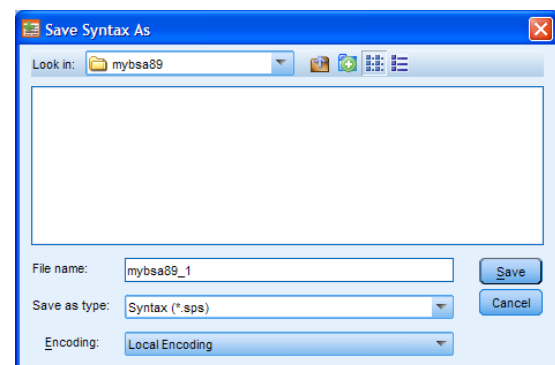 Save Syntax As
Look in: mybsa89
File name: mybsa89_1 Save
Save as type: Syntax (*.sps) Cancel
Encoding: Local Encoding